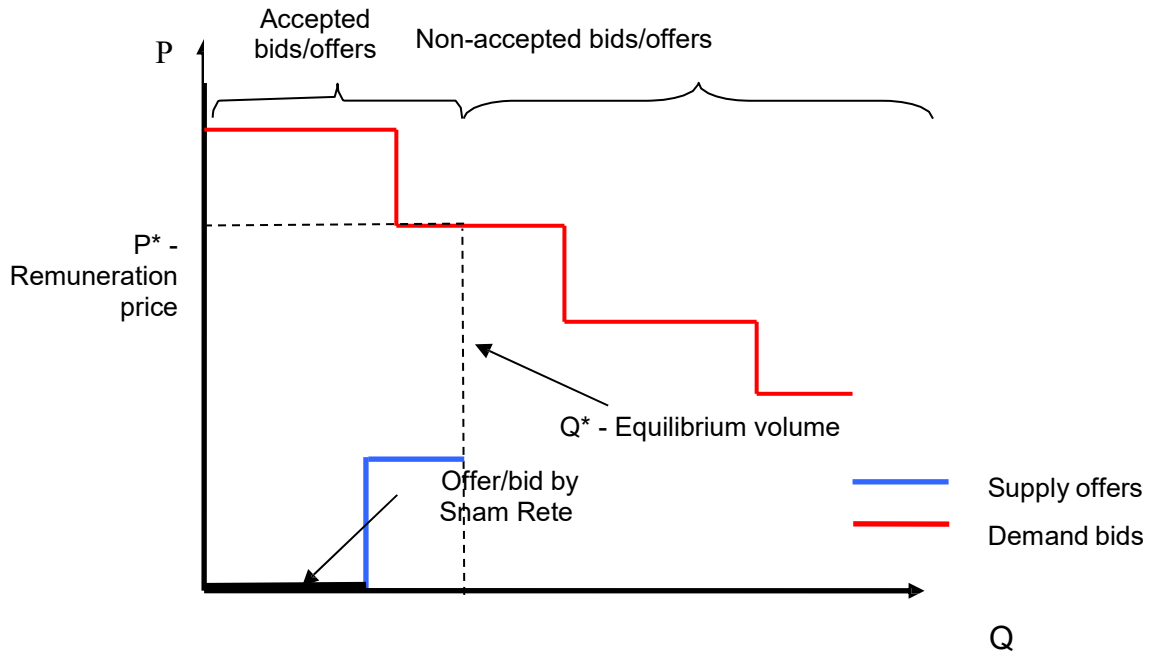 Accepted
bids/offers
Non-accepted bids/offers
P
P* -
Remuneration
price
Q* - Equilibrium volume
Offer/bid by
Snam Rete
Supply offers
Demand bids
Q